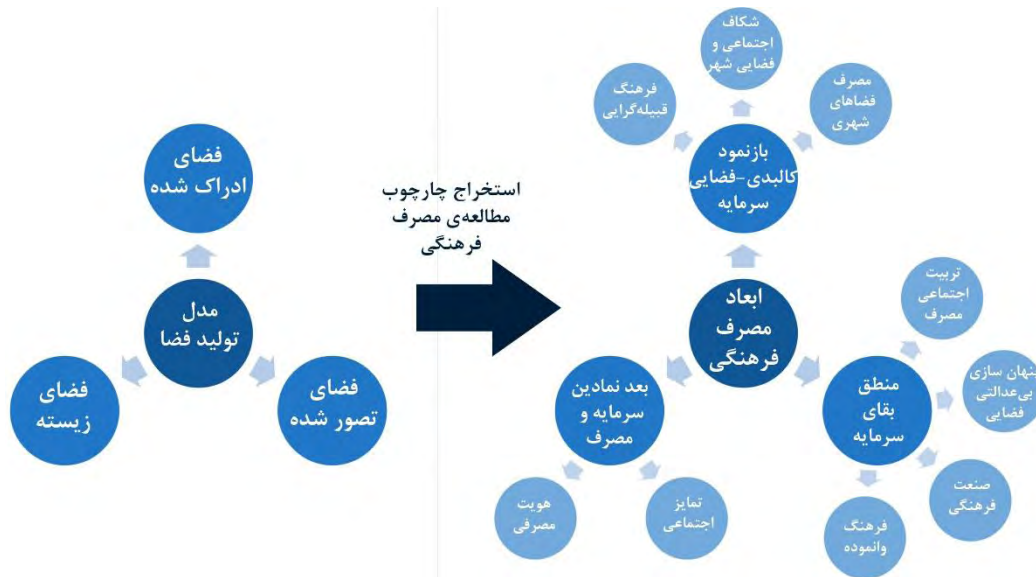 شکاف
اجتماعی و
فضایی شهر
فرهنگ
قبیله‌گرایی
مصرف
فضاهای
شهری
بازنمود
کالبدی-فضایی
سرمایه
فضای
ادراک شده
استخراج چارچوب
مطالعه‌ی مصرف
فرهنگی
مدل
تولید فضا
فضای
زیسته
فضای
تصور شده
ابعاد
مصرف
فرهنگی
تربیت
اجتماعی
مصرف
پنهان سازی
بی‌عدالتی
فضایی
منطق
بقای
سرمایه
بعد نمادین
سرمایه و
مصرف
صنعت
فرهنگی
فرهنگ
وانموده
تمایز
اجتماعی
هویت
مصرفی